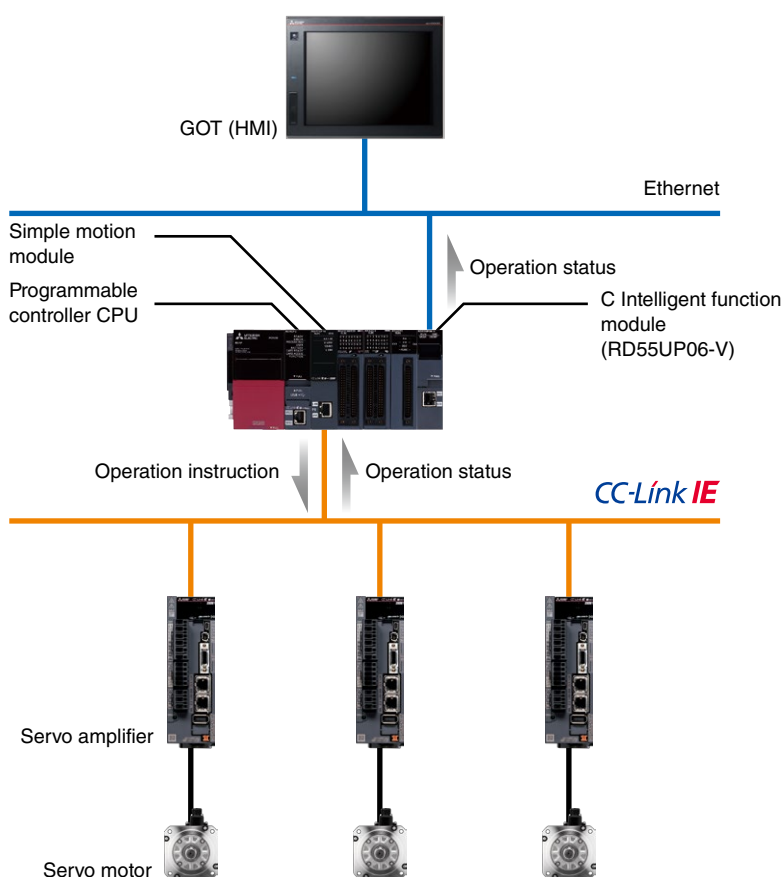 GOT (HMI)
Ethernet
Simple motion
module
Operation status
Programmable
controller CPU
C Intelligent function
module
(RD55UP06-V)
Operation instruction
Operation status
CC-Link IE
Servo amplifier
Servo motor